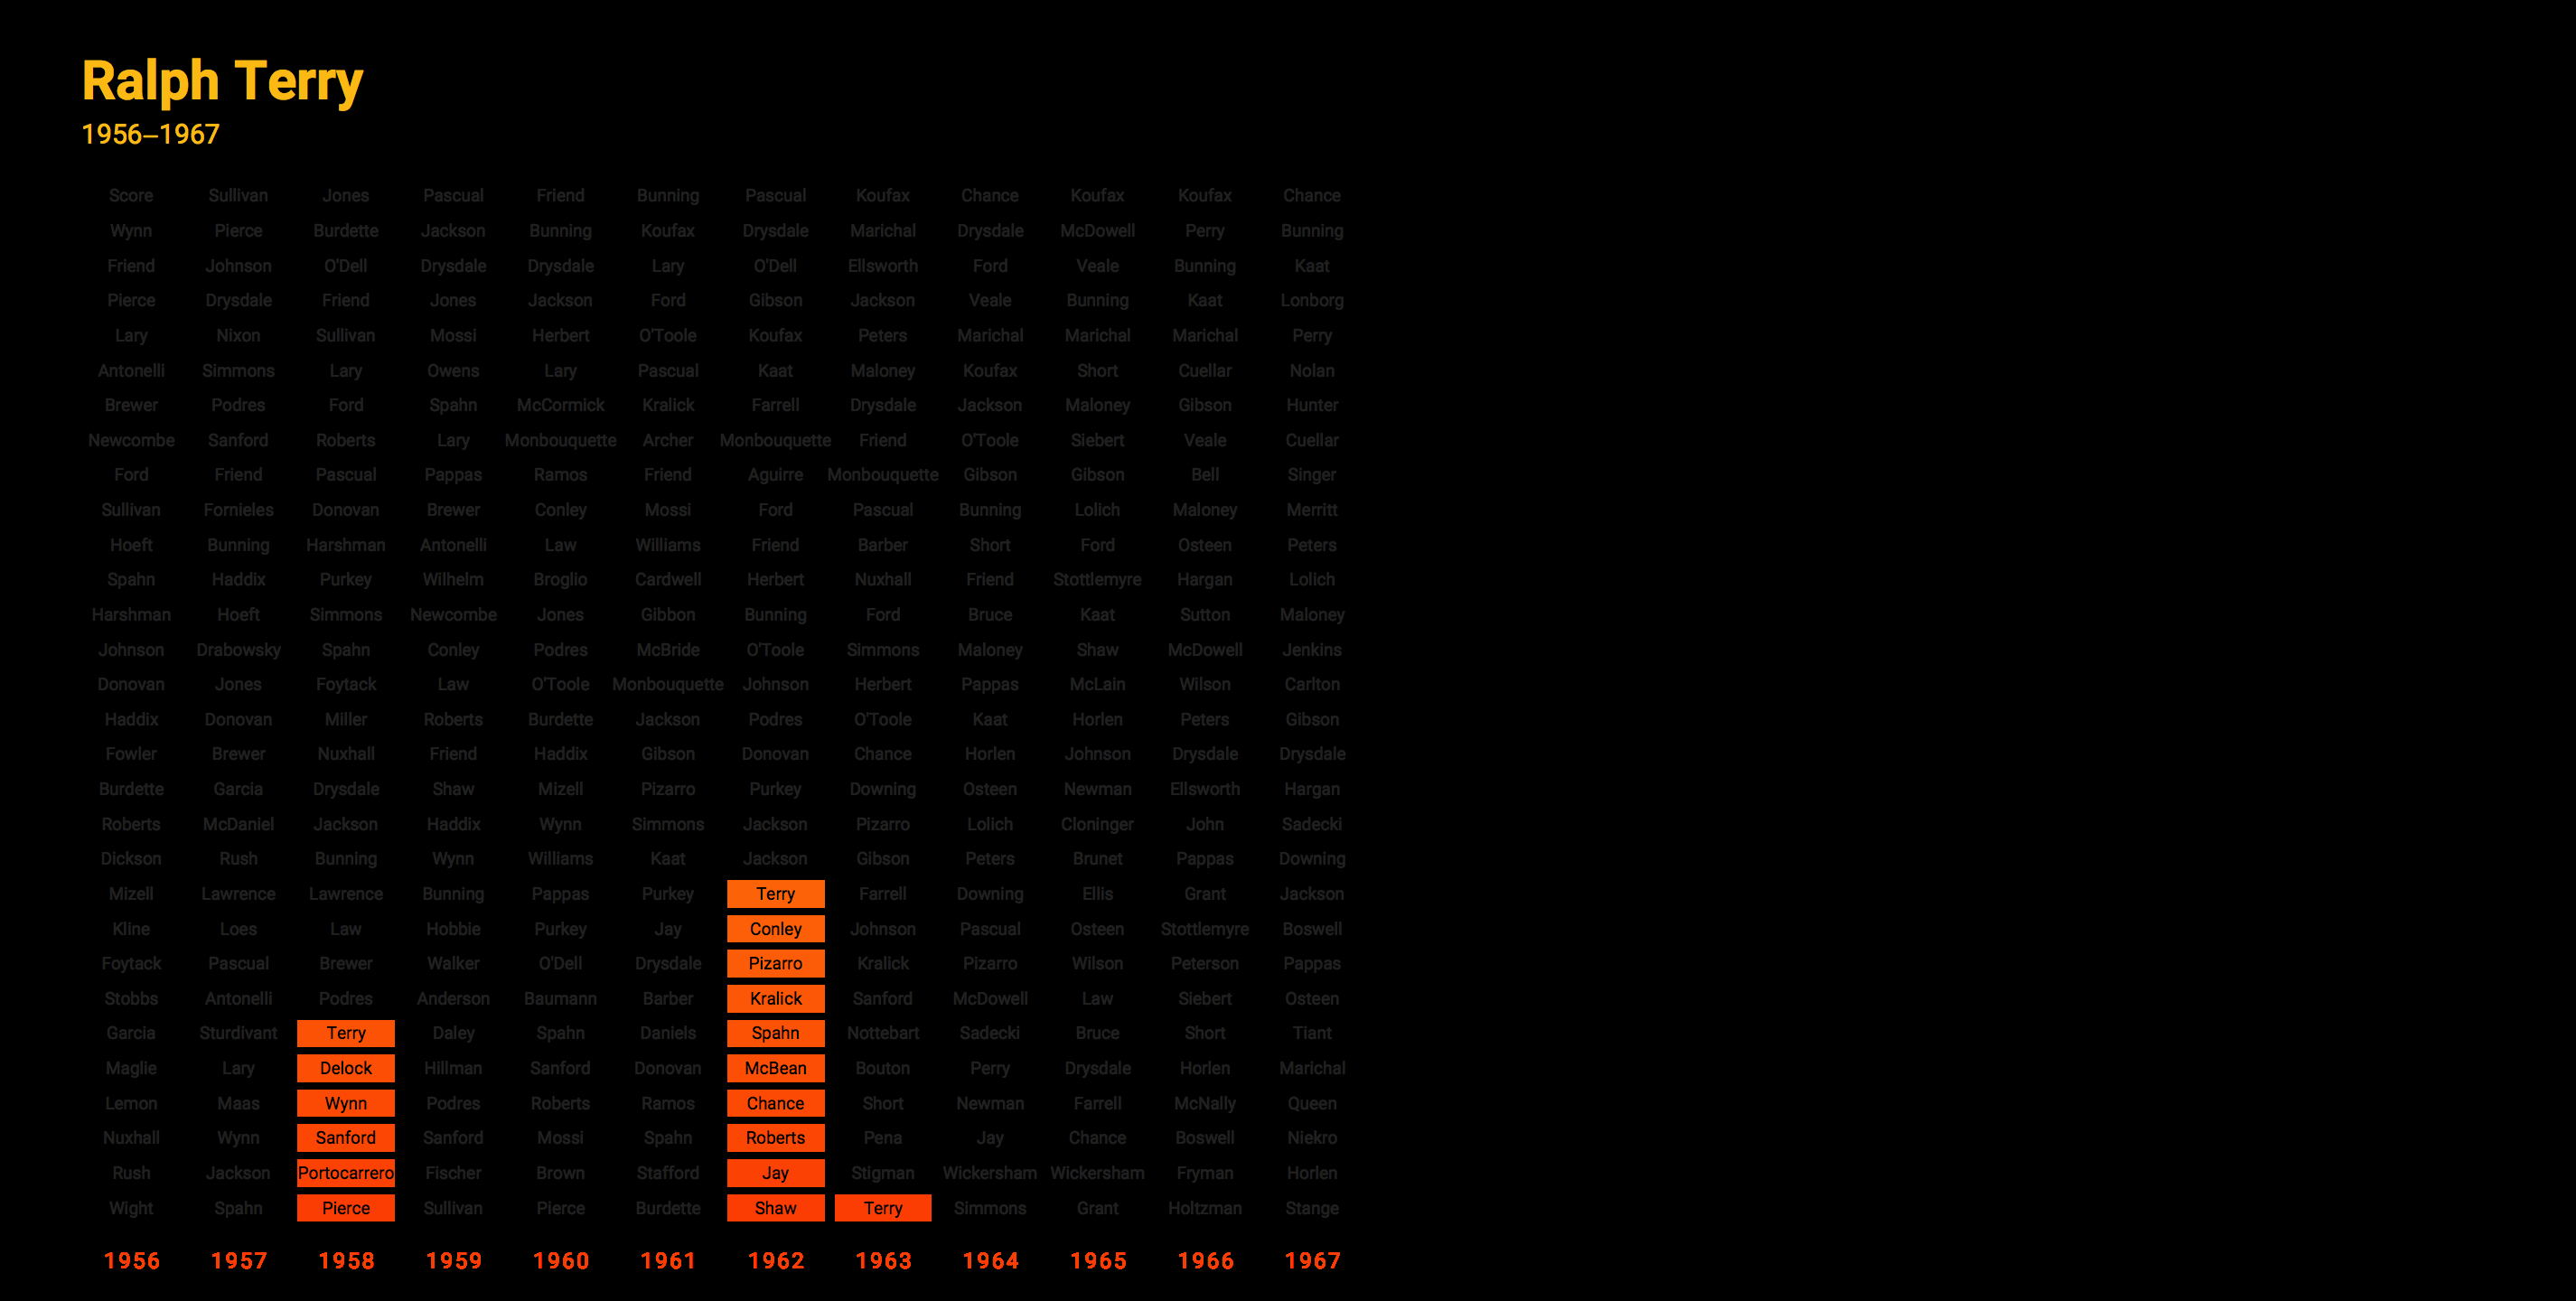 Ralph Terry
1956–1967
Score Sullivan Jones Pascual Friend Bunning Pascual Koufax Chance Koufax Koufax Chance
Wynn Pierce Burdette Jackson Bunning Koufax Drysdale Marichal Drysdale McDowell Perry Bunning
Friend Johnson O'Dell Drysdale Drysdale Lary O'Dell Ellsworth Ford Veale Bunning Kaat
Pierce Drysdale Friend Jones Jackson Ford Gibson Jackson Veale Bunning Kaat Lonborg
Lary Nixon Sullivan Mossi Herbert O'Toole Koufax Peters Marichal Marichal Marichal Perry
Antonelli Simmons Lary Owens Lary Pascual Kaat Maloney Koufax Short Cuellar Nolan
Brewer Podres Ford Spahn McCormick Kralick Farrell Drysdale Jackson Maloney Gibson Hunter
Newcombe Sanford Roberts Lary Monbouquette Archer Monbouquette Friend O'Toole Siebert Veale Cuellar
Ford Friend Pascual Pappas Ramos Friend Aguirre Monbouquette Gibson Gibson Bell Singer
Sullivan Fornieles Donovan Brewer Conley Mossi Ford Pascual Bunning Lolich Maloney Merritt
Hoeft Bunning Harshman Antonelli Law Williams Friend Barber Short Ford Osteen Peters
Spahn Haddix Purkey Wilhelm Broglio Cardwell Herbert Nuxhall Friend Stottlemyre Hargan Lolich
Harshman Hoeft Simmons Newcombe Jones Gibbon Bunning Ford Bruce Kaat Sutton Maloney
Johnson Drabowsky Spahn Conley Podres McBride O'Toole Simmons Maloney Shaw McDowell Jenkins
Donovan Jones Foytack Law O'Toole Monbouquette Johnson Herbert Pappas McLain Wilson Carlton
Haddix Donovan Miller Roberts Burdette Jackson Podres O'Toole Kaat Horlen Peters Gibson
Fowler Brewer Nuxhall Friend Haddix Gibson Donovan Chance Horlen Johnson Drysdale Drysdale
Burdette Garcia Drysdale Shaw Mizell Pizarro Purkey Downing Osteen Newman Ellsworth Hargan
Roberts McDaniel Jackson Haddix Wynn Simmons Jackson Pizarro Lolich Cloninger John Sadecki
Dickson Rush Bunning Wynn Williams Kaat Jackson Gibson Peters Brunet Pappas Downing
Mizell Lawrence Lawrence Bunning Pappas Purkey Terry Farrell Downing Ellis Grant Jackson
Kline Loes Law Hobbie Purkey Jay Conley Johnson Pascual Osteen Stottlemyre Boswell
Foytack Pascual Brewer Walker O'Dell Drysdale Pizarro Kralick Pizarro Wilson Peterson Pappas
Stobbs Antonelli Podres Anderson Baumann Barber Kralick Sanford McDowell Law Siebert Osteen
Garcia Sturdivant Terry Daley Spahn Daniels Spahn Nottebart Sadecki Bruce Short Tiant
Maglie Lary Delock Hillman Sanford Donovan McBean Bouton Perry Drysdale Horlen Marichal
Lemon Maas Wynn Podres Roberts Ramos Chance Short Newman Farrell McNally Queen
Nuxhall Wynn Sanford Sanford Mossi Spahn Roberts Pena Jay Chance Boswell Niekro
Rush Jackson Portocarrero Fischer Brown Stafford Jay Stigman Wickersham Wickersham Fryman Horlen
Wight Spahn Pierce Sullivan Pierce Burdette Shaw Terry Simmons Grant Holtzman Stange
1956 1957 1958 1959 1960 1961 1962 1963 1964 1965 1966 1967